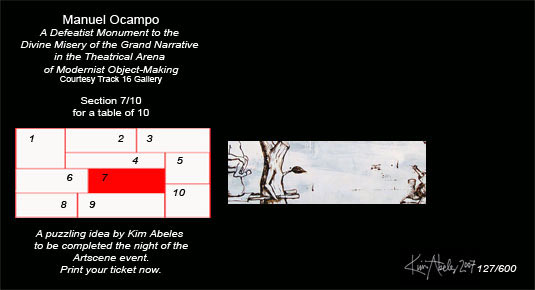 Manuel Ocampo
A Defeatist Monument to the
Divine Misery of the Grand Narrative
in the Theatrical Arena
of Modernist Object-Making
Courtesy Track 16 Gallery
Section 7/10
for a table of 10
1
2
3
4
5
6
7
10
8
9
A puzzling idea by Kim Abeles
to be completed the night of the
Artscene event.
Print your ticket now.
Kim Abeles 2007 127/600